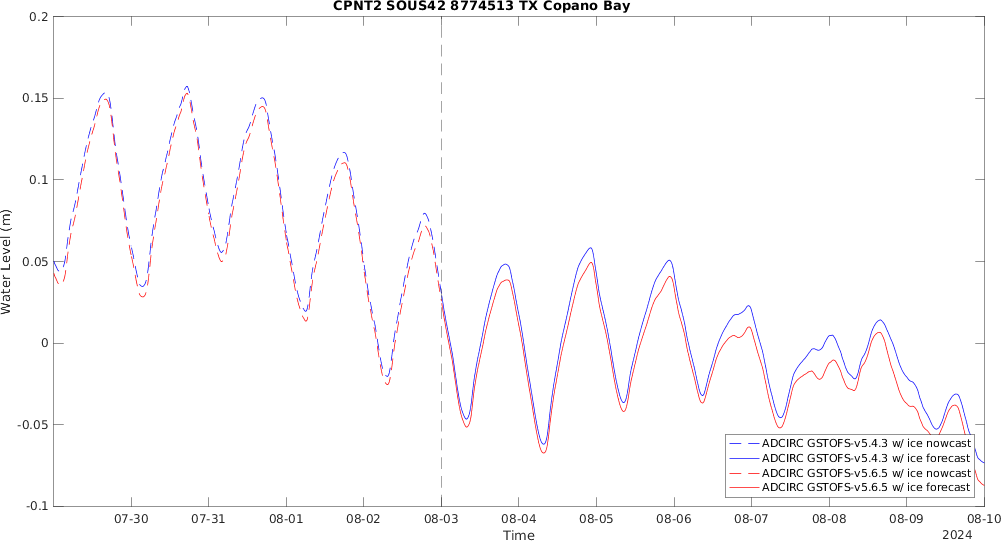 CPNT2 SOUS42 8774513 TX Copano Bay
0.2
0.15
0.1
0.05
0
-0.05
-0.1
Water Level (m)
ADCIRC GSTOFS-v5.4.3 w/ ice nowcast
ADCIRC GSTOFS-v5.4.3 w/ ice forecast
ADCIRC GSTOFS-v5.6.5 w/ ice nowcast
ADCIRC GSTOFS-v5.6.5 w/ ice forecast
07-30 07-31 08-01 08-02 08-03 08-04 08-05 08-06 08-07 08-08 08-09 08-10
Time 2024